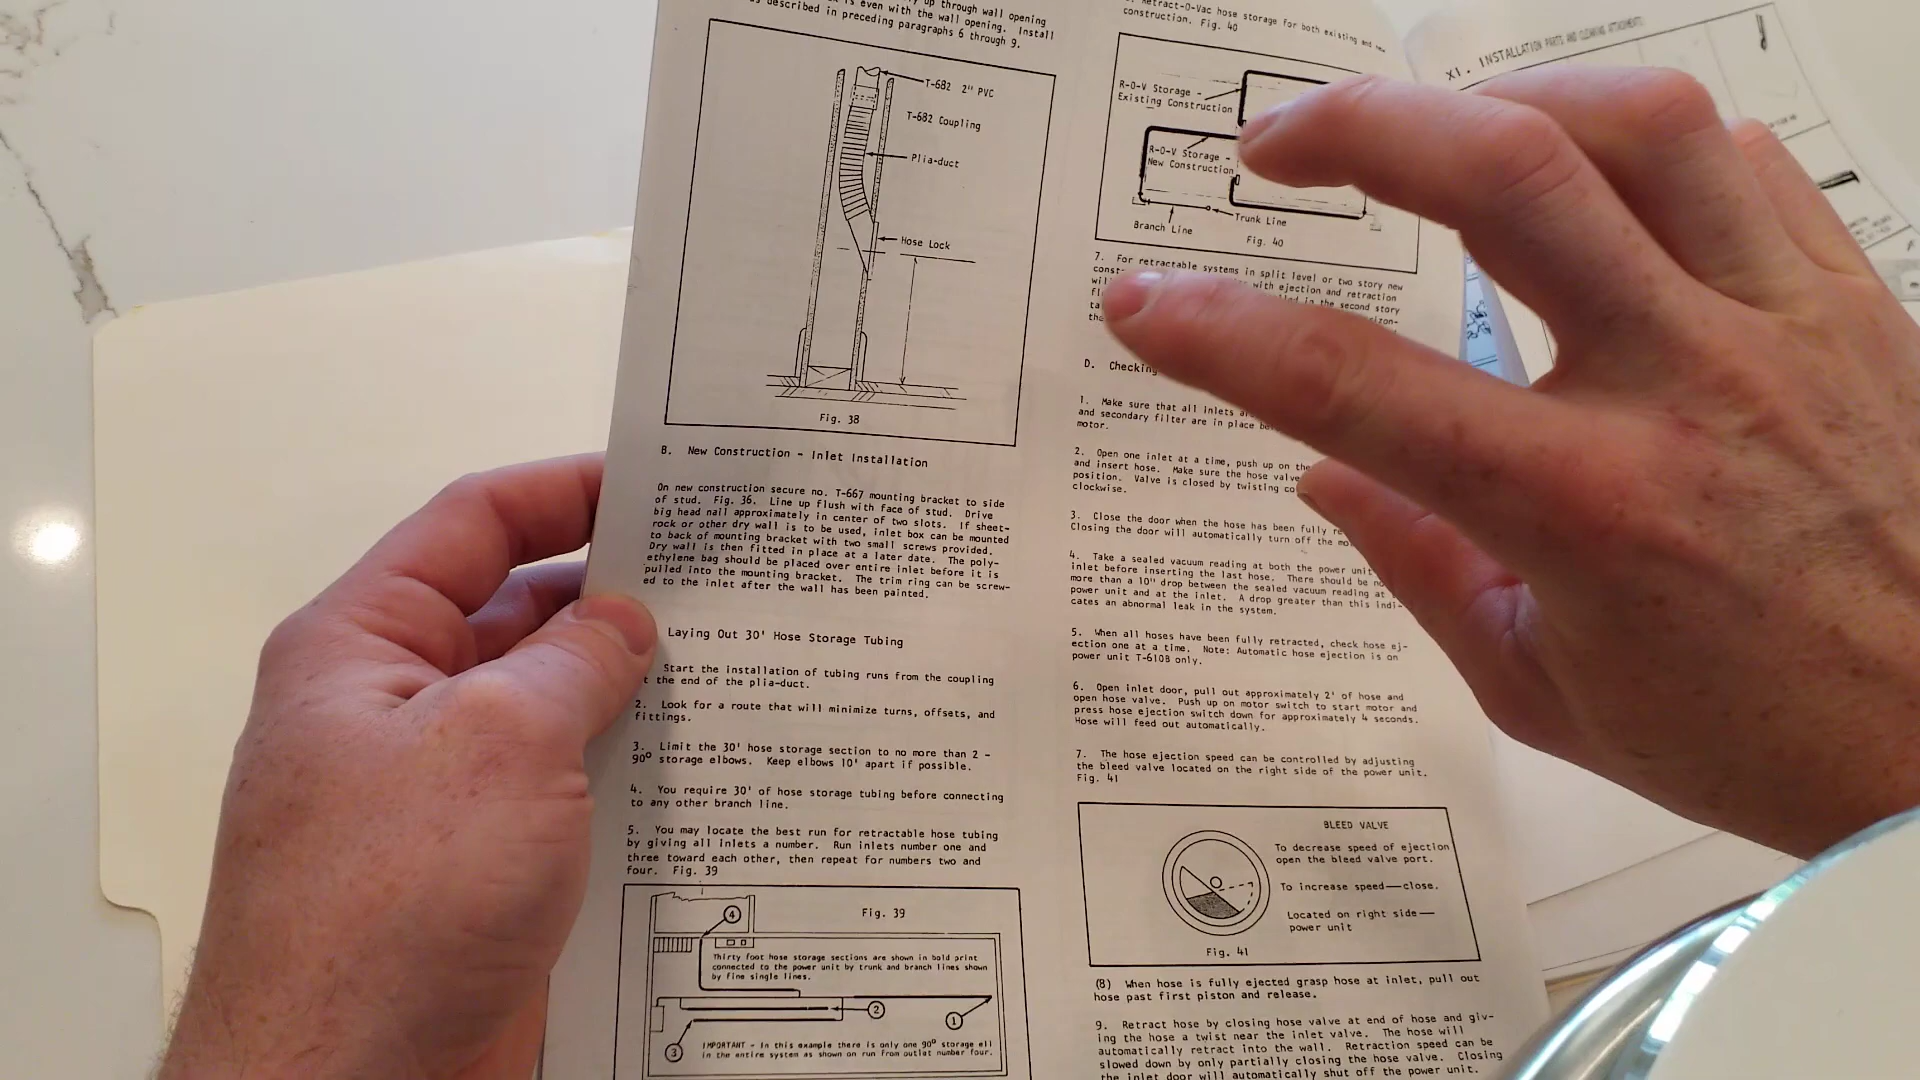 up through wall opening
is even with the wall opening. Install
described in preceding paragraphs 6 through 9.
T-682 2" PVC
T-682 Coupling
Plia-duct
Hose Lock
Fig. 38
B. New Construction - Inlet Installation
On new construction secure no. T-667 mounting bracket to side
of stud. Fig. 36. Line up flush with face of stud. Drive
big head nail approximately in center of two slots. If sheet-
rock or other dry wall is to be used, inlet box can be mounted
to back of mounting bracket with two small screws provided.
Dry wall is then fitted in place at a later date. The poly-
ethylene bag should be placed over entire inlet before it is
pulled into the mounting bracket. The trim ring can be screw-
ed to the inlet after the wall has been painted.
Laying Out 30' Hose Storage Tubing
Start the installation of tubing runs from the coupling
the end of the plia-duct.
2. Look for a route that will minimize turns, offsets, and
fittings.
3. Limit the 30' hose storage section to no more than 2 -
90° storage elbows. Keep elbows 10' apart if possible.
4. You require 30' of hose storage tubing before connecting
to any other branch line.
5. You may locate the best run for retractable hose tubing
by giving all inlets a number. Run inlets number one and
three toward each other, then repeat for numbers two and
four. Fig. 39
4
Fig. 39
Thirty foot hose storage sections are shown in bold print
connected to the power unit by trunk and branch lines shown
by fine single lines.
2
1
3
IMPORTANT - In this example there is only one 90° storage ell
in the entire system as shown on run from outlet number four.
Retract-O-Vac hose storage for both existing and new
construction. Fig. 40
R-O-V Storage -
Existing Construction
R-O-V Storage -
New Construction
Trunk Line
Branch Line
Fig. 40
7. For retractable systems in split level or two story new
with ejection and retraction
in the second story
D. Checking
1. Make sure that all inlets
and secondary filter are in place
motor.
2. Open one inlet at a time, push up on the
and insert hose. Make sure the hose valve
position. Valve is closed by twisting
clockwise.
3. Close the door when the hose has been fully
Closing the door will automatically turn off the
4. Take a sealed vacuum reading at both the power unit
inlet before inserting the last hose. There should be
more than a 10" drop between the sealed vacuum reading at
power unit and at the inlet. A drop greater than this indi-
cates an abnormal leak in the system.
5. When all hoses have been fully retracted, check hose ej-
ection one at a time. Note: Automatic hose ejection is on
power unit T-610B only.
6. Open inlet door, pull out approximately 2' of hose and
open hose valve. Push up on motor switch to start motor and
press hose ejection switch down for approximately 4 seconds.
Hose will feed out automatically.
7. The hose ejection speed can be controlled by adjusting
the bleed valve located on the right side of the power unit.
Fig. 41
BLEED VALVE
To decrease speed of ejection
open the bleed valve port.
To increase speed—close.
Located on right side—
power unit
Fig. 41
(8) When hose is fully ejected grasp hose at inlet, pull out
hose past first piston and release.
9. Retract hose by closing hose valve at end of hose and giv-
ing the hose a twist near the inlet valve. The hose will
automatically retract into the wall. Retraction speed can be
slowed down by only partially closing the hose valve. Closing
the inlet door will automatically shut off the power unit.
XI. INSTALLATION PARTS AND CLEANING ATTACHMENTS